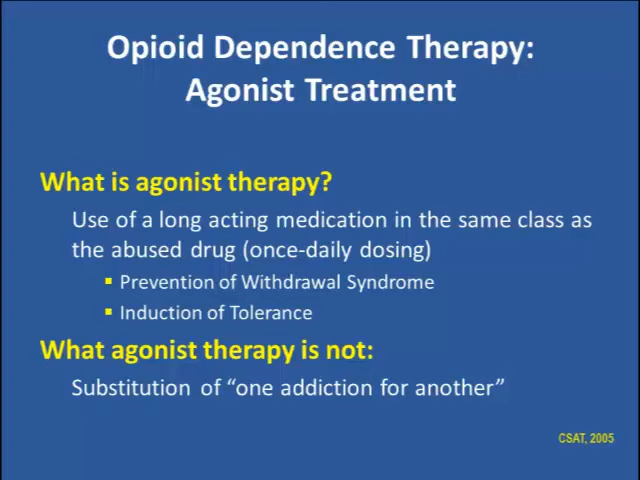 Opioid Dependence Therapy:
Agonist Treatment
What is agonist therapy?
Use of a long acting medication in the same class as
the abused drug (once-daily dosing)
▪ Prevention of Withdrawal Syndrome
▪ Induction of Tolerance
What agonist therapy is not:
Substitution of “one addiction for another”
CSAT, 2005